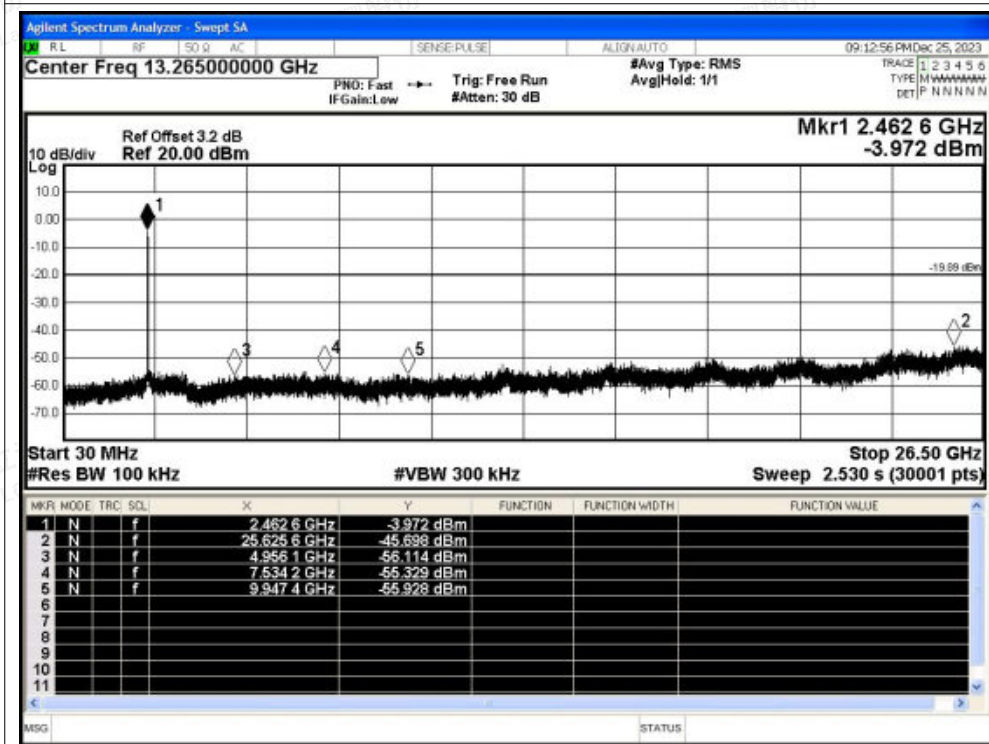 Agilent Spectrum Analyzer - Swept SA
RL RF 50 Ω AC SENSE:PULSE ALIGNAUTO 09:12:56 PM Dec 25, 2023
Center Freq 13.265000000 GHz
PNO: Fast Trig: Free Run #Avg Type: RMS TRACE 1 2 3 4 5 6
IFGain:Low #Atten: 30 dB Avg|Hold: 1/1 TYPE M
DET P N N N N N
Mkr1 2.462 6 GHz
Ref Offset 3.2 dB
10 dB/div Ref 20.00 dBm -3.972 dBm
Log
10.0
1
0.00
-10.0
-19.89 dBm
-20.0
-30.0
-40.0
2
3 4 5
-50.0
-60.0
-70.0
Start 30 MHz Stop 26.50 GHz
#Res BW 100 kHz #VBW 300 kHz Sweep 2.530 s (30001 pts)
MKR MODE TRC SCL X Y FUNCTION FUNCTION WIDTH FUNCTION VALUE
1 N f 2.462 6 GHz -3.972 dBm
2 N f 25.625 6 GHz -45.698 dBm
3 N f 4.956 1 GHz -56.114 dBm
4 N f 7.534 2 GHz -55.329 dBm
5 N f 9.947 4 GHz -55.928 dBm
6
7
8
9
10
11
MSG STATUS